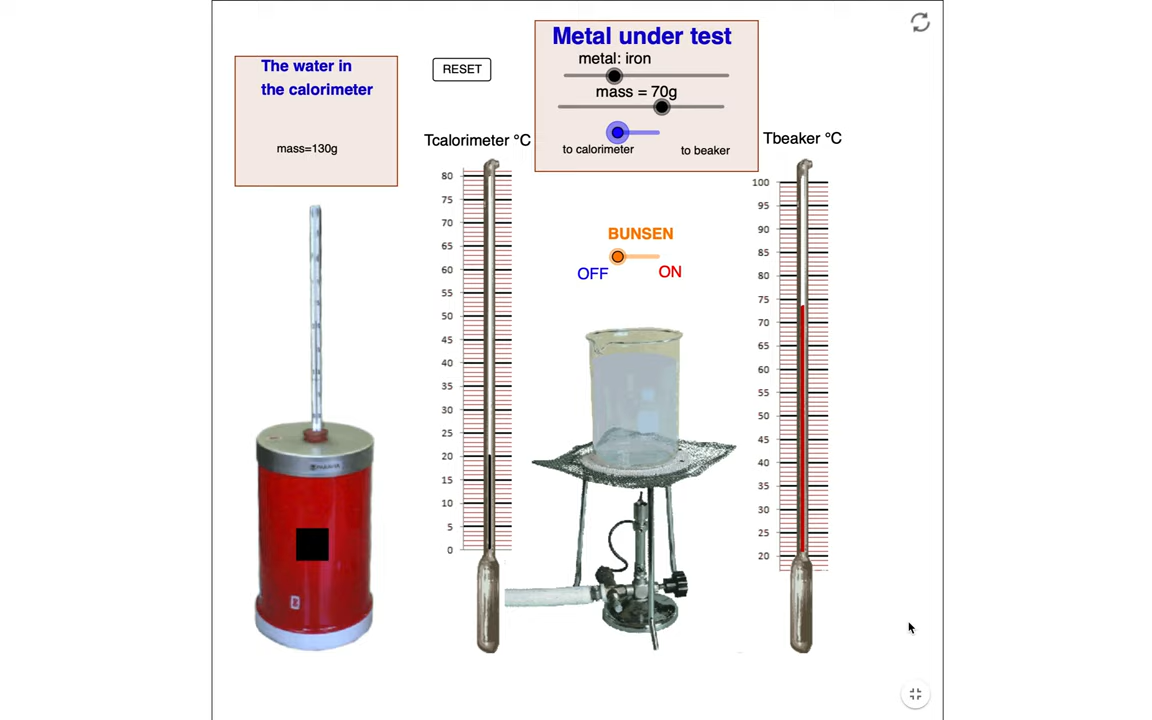 The water in
the calorimeter
mass=130g
RESET
Metal under test
metal: iron
mass = 70g
to calorimeter
to beaker
Tcalorimeter °C
80
75
70
65
60
55
50
45
40
35
30
25
20
15
10
5
0
BUNSEN
OFF
ON
Tbeaker °C
100
95
90
85
80
75
70
65
60
55
50
45
40
35
30
25
20